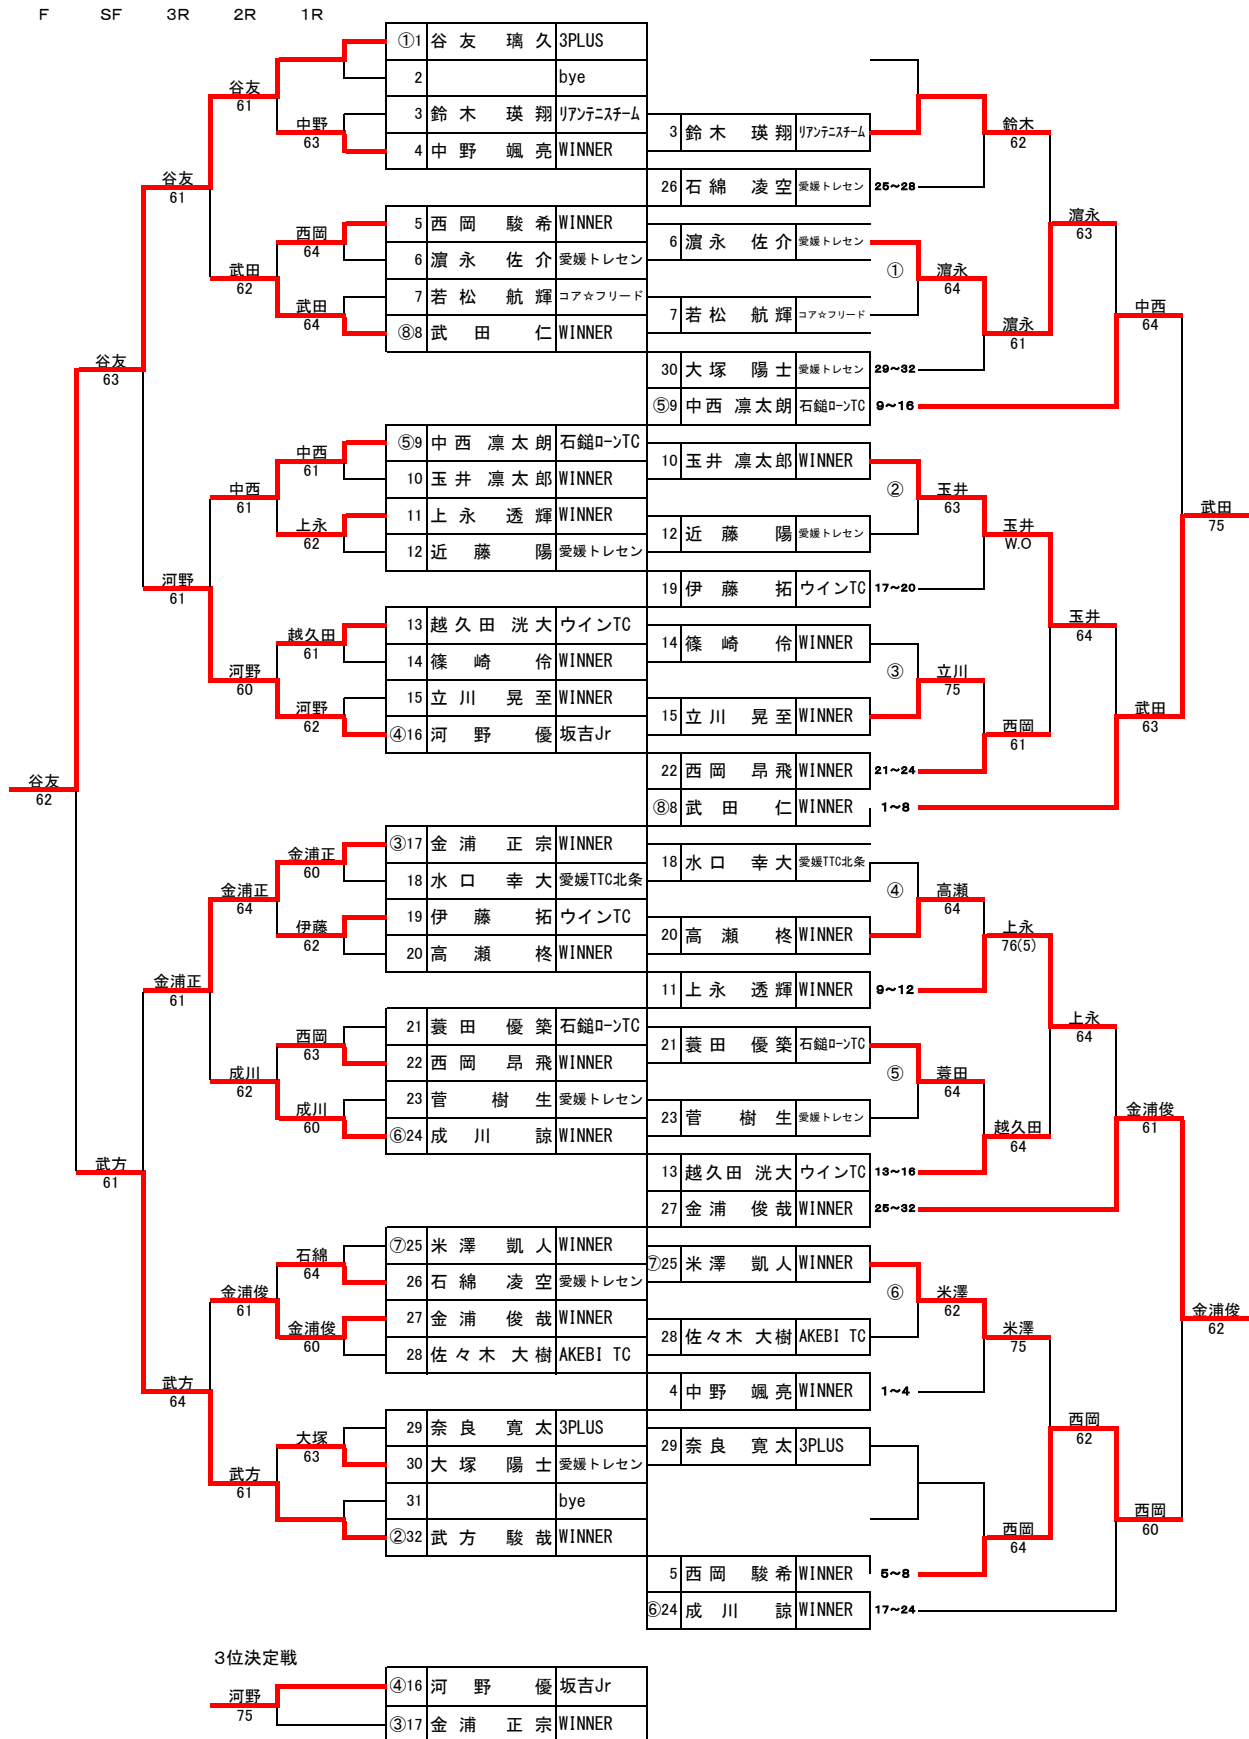 F SF 3R 2R 1R
①1 谷友 璃久 3PLUS
2 bye
谷友
61
3 鈴木 瑛翔 リアンテニスチーム
中野
63
4 中野 颯亮 WINNER
谷友
61
5 西岡 駿希 WINNER
西岡
64
6 濵永 佐介 愛媛トレセン
武田
62
7 若松 航輝 コア☆フリード
武田
64
⑧8 武田 仁 WINNER
谷友
63
⑤9 中西 凛太朗 石鎚ローンTC
中西
61
10 玉井 凛太郎 WINNER
中西
61
11 上永 透輝 WINNER
上永
62
12 近藤 陽 愛媛トレセン
河野
61
13 越久田 洸大 ウインTC
越久田
61
14 篠崎 伶 WINNER
河野
60
15 立川 晃至 WINNER
河野
62
④16 河野 優 坂吉Jr
谷友
62
③17 金浦 正宗 WINNER
金浦正
60
18 水口 幸大 愛媛TTC北条
金浦正
64
19 伊藤 拓 ウインTC
伊藤
62
20 高瀬 柊 WINNER
金浦正
61
21 蓑田 優築 石鎚ローンTC
西岡
63
22 西岡 昂飛 WINNER
成川
62
23 菅 樹生 愛媛トレセン
成川
60
⑥24 成川 諒 WINNER
武方
61
⑦25 米澤 凱人 WINNER
石綿
64
26 石綿 凌空 愛媛トレセン
金浦俊
61
27 金浦 俊哉 WINNER
金浦俊
60
28 佐々木 大樹 AKEBI TC
武方
64
29 奈良 寛太 3PLUS
大塚
63
30 大塚 陽士 愛媛トレセン
武方
61
31 bye
②32 武方 駿哉 WINNER
3 鈴木 瑛翔 リアンテニスチーム
鈴木
62
26 石綿 凌空 愛媛トレセン 25~28
6 濵永 佐介 愛媛トレセン
濵永
63
①
濵永
64
7 若松 航輝 コア☆フリード
濵永
61
中西
64
30 大塚 陽士 愛媛トレセン 29~32
⑤9 中西 凛太朗 石鎚ローンTC 9~16
10 玉井 凛太郎 WINNER
②
玉井
63
12 近藤 陽 愛媛トレセン
玉井
W.O
武田
75
19 伊藤 拓 ウインTC 17~20
玉井
64
14 篠崎 伶 WINNER
③
立川
75
15 立川 晃至 WINNER
西岡
61
武田
63
22 西岡 昂飛 WINNER 21~24
⑧8 武田 仁 WINNER 1~8
18 水口 幸大 愛媛TTC北条
④
高瀬
64
20 高瀬 柊 WINNER
上永
76(5)
11 上永 透輝 WINNER 9~12
上永
64
21 蓑田 優築 石鎚ローンTC
⑤
蓑田
64
23 菅 樹生 愛媛トレセン
越久田
64
金浦俊
61
13 越久田 洸大 ウインTC 13~16
27 金浦 俊哉 WINNER 25~32
⑦25 米澤 凱人 WINNER
⑥
米澤
62
28 佐々木 大樹 AKEBI TC
米澤
75
金浦俊
62
4 中野 颯亮 WINNER 1~4
西岡
62
29 奈良 寛太 3PLUS
西岡
64
西岡
60
5 西岡 駿希 WINNER 5~8
⑥24 成川 諒 WINNER 17~24
3位決定戦
④16 河野 優 坂吉Jr
河野
75
③17 金浦 正宗 WINNER